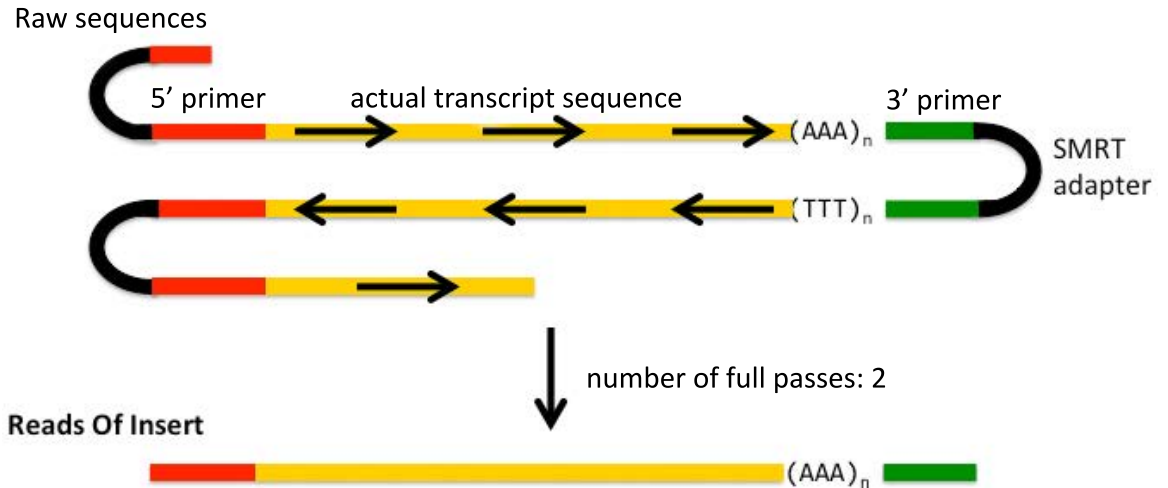 Raw sequences
5’ primer
actual transcript sequence
3’ primer
(AAA)n
SMRT
adapter
(TTT)n
number of full passes: 2
Reads Of Insert
(AAA)n